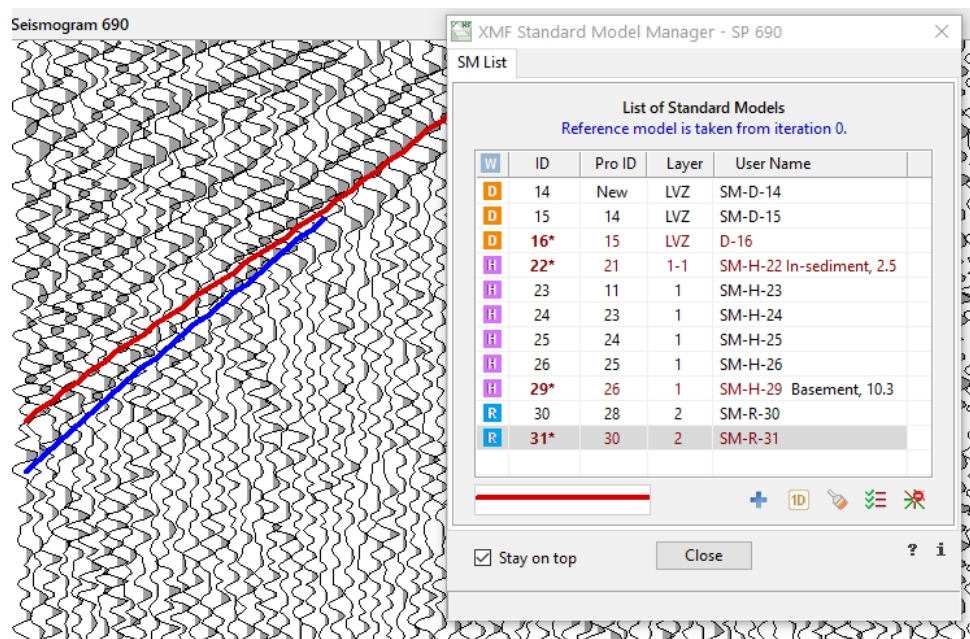 Seismogram 690
XMF Standard Model Manager - SP 690
SM List
List of Standard Models
Reference model is taken from iteration 0.
W ID Pro ID Layer User Name
D 14 New LVZ SM-D-14
D 15 14 LVZ SM-D-15
D 16* 15 LVZ D-16
H 22* 21 1-1 SM-H-22 In-sediment, 2.5
H 23 11 1 SM-H-23
H 24 23 1 SM-H-24
H 25 24 1 SM-H-25
H 26 25 1 SM-H-26
H 29* 26 1 SM-H-29 Basement, 10.3
R 30 28 2 SM-R-30
R 31* 30 2 SM-R-31
1D
Stay on top
Close
? i